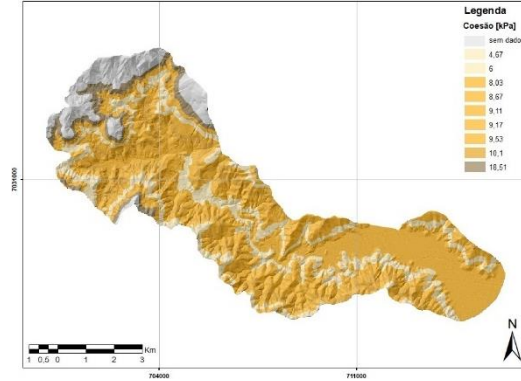 Legenda
Coesão [kPa]
sem dado
4,67
6
8,03
8,67
9,11
9,17
9,53
10,1
18,51
7031000
N
Km
1 0,5 0 1 2 3
704000
711000